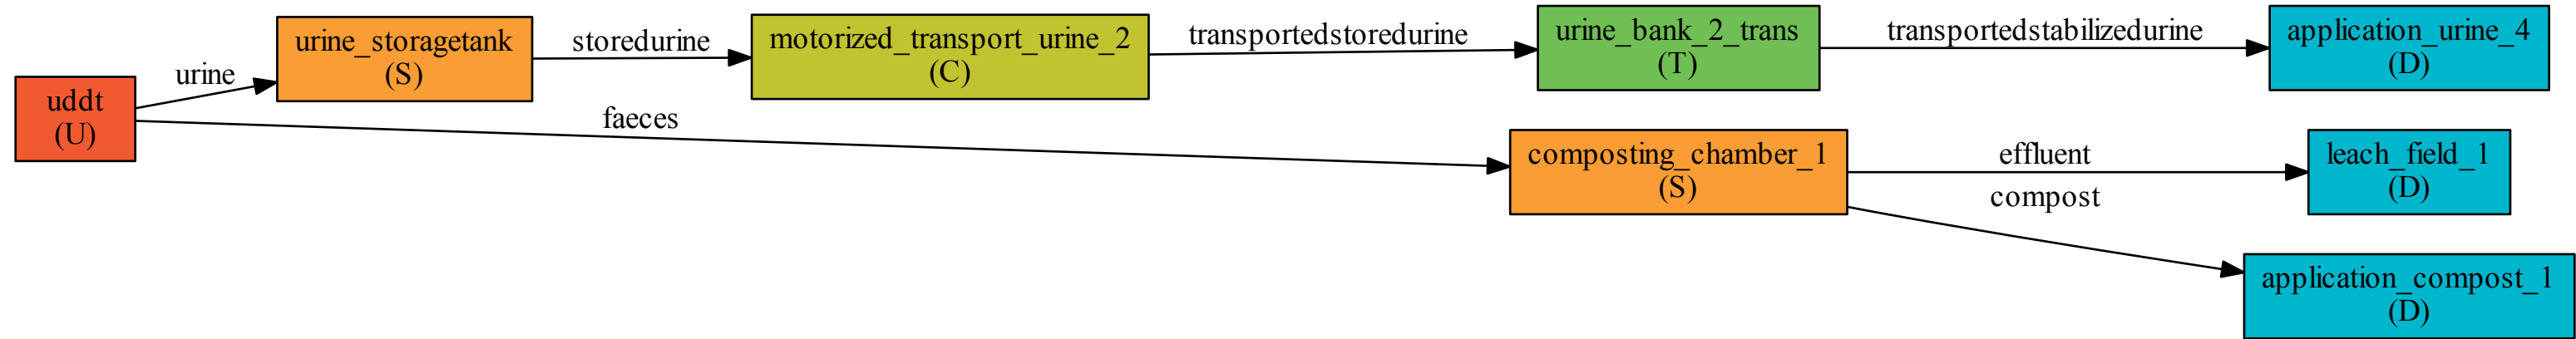 uddt
(U)
urine
urine_storagetank
(S)
storedurine
motorized_transport_urine_2
(C)
transportedstoredurine
urine_bank_2_trans
(T)
transportedstabilizedurine
application_urine_4
(D)
faeces
composting_chamber_1
(S)
effluent
leach_field_1
(D)
compost
application_compost_1
(D)